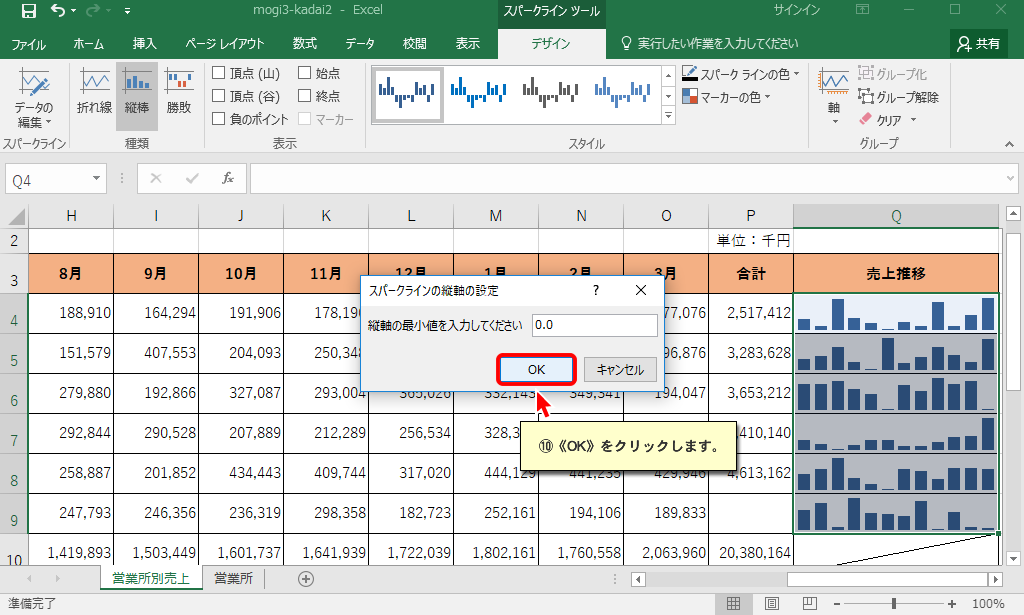 mogi3-kadai2 - Excel
スパークライン ツール
サインイン
ファイル ホーム 挿入 ページ レイアウト 数式 データ 校閲 表示 デザイン 実行したい作業を入力してください 共有
データの編集
折れ線 縦棒 勝敗
頂点 (山) 始点
頂点 (谷) 終点
負のポイント マーカー
スパークラインの色
マーカーの色
軸
グループ化
グループ解除
クリア
スパークライン 種類 表示 スタイル グループ
Q4 fx
H I J K L M N O P Q
2 単位：千円
3 8月 9月 10月 11月 12月 1月 2月 3月 合計 売上推移
4 188,910 164,294 191,906 2,517,412
5 151,579 407,553 204,093 3,283,628
6 279,880 192,866 327,087 293,004 365,026 332,143 349,341 194,047 3,653,212
7 292,844 290,528 207,889 212,289 256,534
8 258,887 201,852 434,443 409,744 317,020 444,129 441,235 429,946 4,613,162
9 247,793 246,356 236,319 298,358 182,723 252,161 194,106 189,833
10 1,419,893 1,503,449 1,601,737 1,641,939 1,722,039 1,802,161 1,760,558 2,063,960 20,380,164
スパークラインの縦軸の設定 ?
縦軸の最小値を入力してください 0.0
OK キャンセル
⑩《OK》をクリックします。
営業所別売上 営業所
準備完了 100%